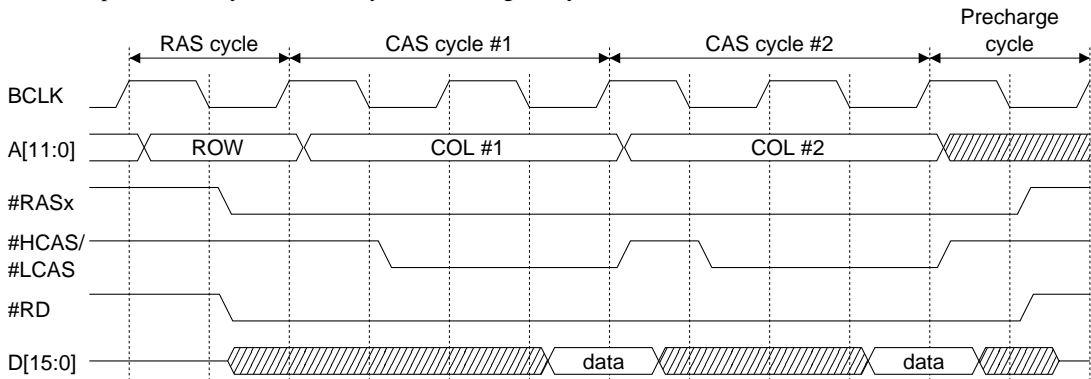 Precharge
RAS cycle CAS cycle #1 CAS cycle #2 cycle
BCLK
A[11:0] ROW COL #1 COL #2
#RASx
#HCAS/
#LCAS
#RD
D[15:0] data data